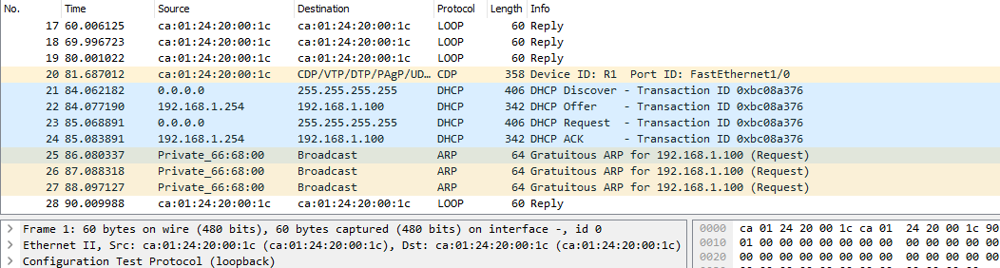 No. Time Source Destination Protocol Length Info
17 60.006125 ca:01:24:20:00:1c ca:01:24:20:00:1c LOOP 60 Reply
18 69.996723 ca:01:24:20:00:1c ca:01:24:20:00:1c LOOP 60 Reply
19 80.001022 ca:01:24:20:00:1c ca:01:24:20:00:1c LOOP 60 Reply
20 81.687012 ca:01:24:20:00:1c CDP/VTP/DTP/PAgP/UD… CDP 358 Device ID: R1 Port ID: FastEthernet1/0
21 84.062182 0.0.0.0 255.255.255.255 DHCP 406 DHCP Discover - Transaction ID 0xbc08a376
22 84.077190 192.168.1.254 192.168.1.100 DHCP 342 DHCP Offer - Transaction ID 0xbc08a376
23 85.068891 0.0.0.0 255.255.255.255 DHCP 406 DHCP Request - Transaction ID 0xbc08a376
24 85.083891 192.168.1.254 192.168.1.100 DHCP 342 DHCP ACK - Transaction ID 0xbc08a376
25 86.080337 Private_66:68:00 Broadcast ARP 64 Gratuitous ARP for 192.168.1.100 (Request)
26 87.088318 Private_66:68:00 Broadcast ARP 64 Gratuitous ARP for 192.168.1.100 (Request)
27 88.097127 Private_66:68:00 Broadcast ARP 64 Gratuitous ARP for 192.168.1.100 (Request)
28 90.009988 ca:01:24:20:00:1c ca:01:24:20:00:1c LOOP 60 Reply
Frame 1: 60 bytes on wire (480 bits), 60 bytes captured (480 bits) on interface -, id 0
Ethernet II, Src: ca:01:24:20:00:1c (ca:01:24:20:00:1c), Dst: ca:01:24:20:00:1c (ca:01:24:20:00:1c)
Configuration Test Protocol (loopback)
0000 ca 01 24 20 00 1c ca 01 24 20 00 1c 90
0010 01 00 00 00 00 00 00 00 00 00 00 00 00
0020 00 00 00 00 00 00 00 00 00 00 00 00 00